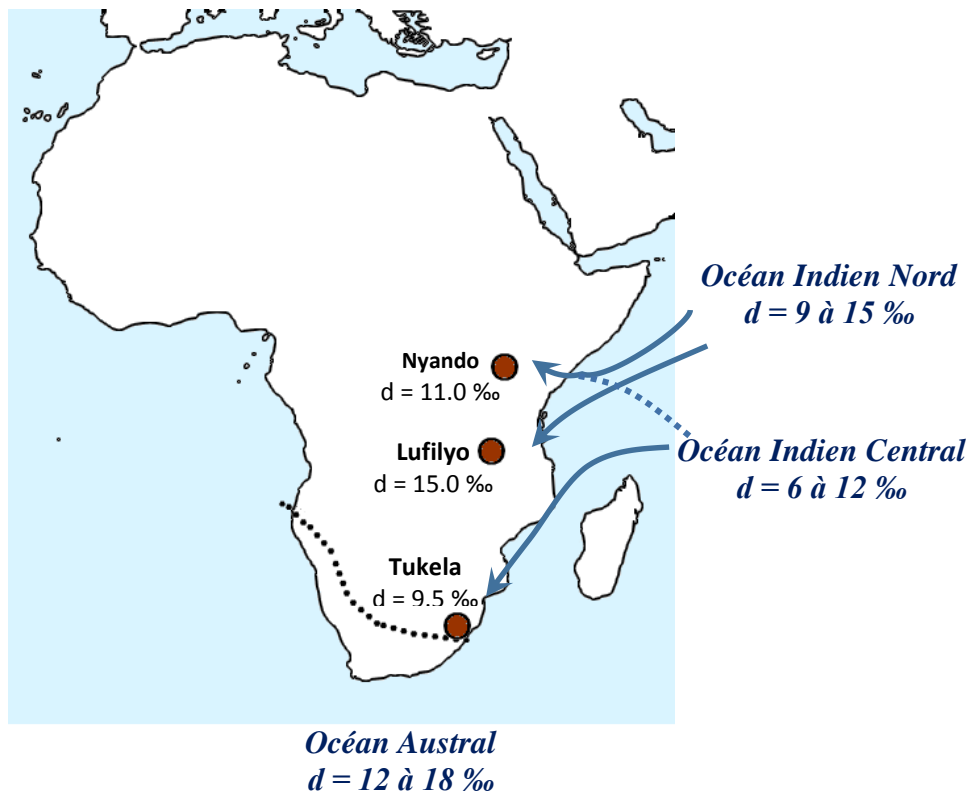 Océan Indien Nord
d = 9 à 15 ‰
Nyando
d = 11.0 ‰
Lufilyo
d = 15.0 ‰
Océan Indien Central
d = 6 à 12 ‰
Tukela
d = 9.5 ‰
Océan Austral
d = 12 à 18 ‰